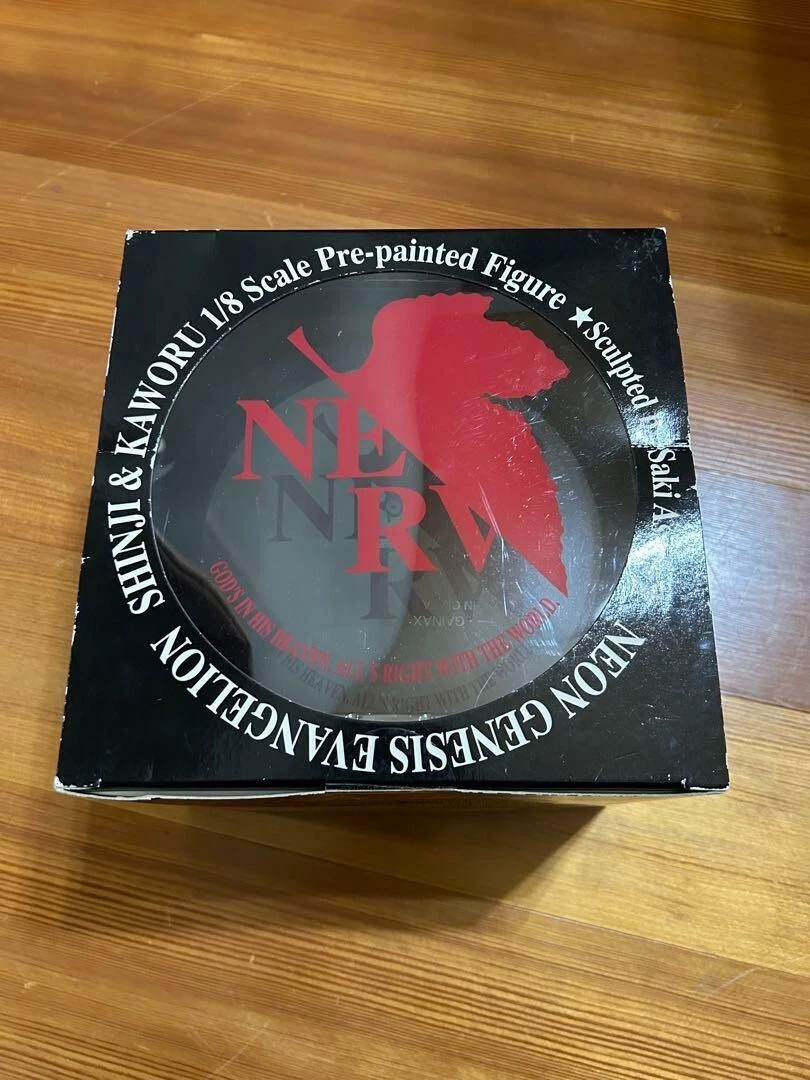 SHINJI & KAWORU 1/8 Scale Pre-painted Figure ★Sculpted Saki
NEON GENESIS EVANGELION
NERV
GOD'S IN HIS HEAVEN. ALL'S RIGHT WITH THE WORLD.
GAINAX